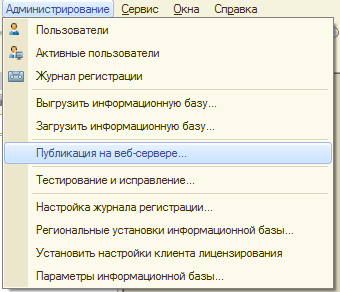 Администрирование Сервис Окна Справка
Пользователи
Активные пользователи
Журнал регистрации
Выгрузить информационную базу...
Загрузить информационную базу...
Публикация на веб-сервере...
Тестирование и исправление...
Настройка журнала регистрации...
Региональные установки информационной базы...
Установить настройки клиента лицензирования
Параметры информационной базы...